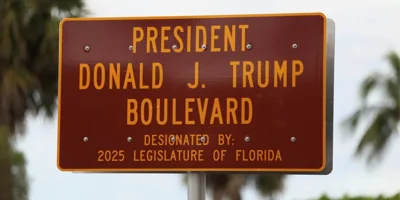 PRESIDENT
DONALD J. TRUMP
BOULEVARD
DESIGNATED BY:
2025 LEGISLATURE OF FLORIDA